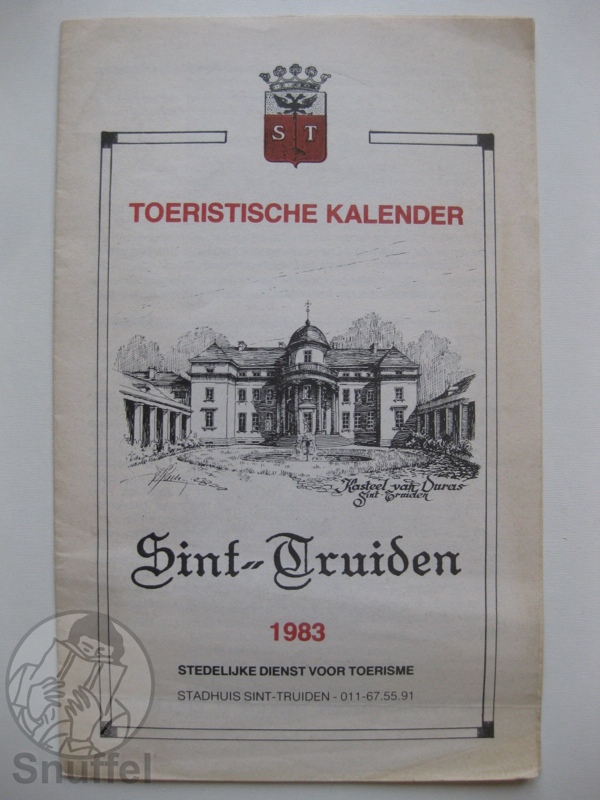 S T
TOERISTISCHE KALENDER
Kasteel van Duras
Sint Truiden
Sint-Truiden
1983
STEDELIJKE DIENST VOOR TOERISME
STADHUIS SINT-TRUIDEN - 011-67.55.91
Snuffel